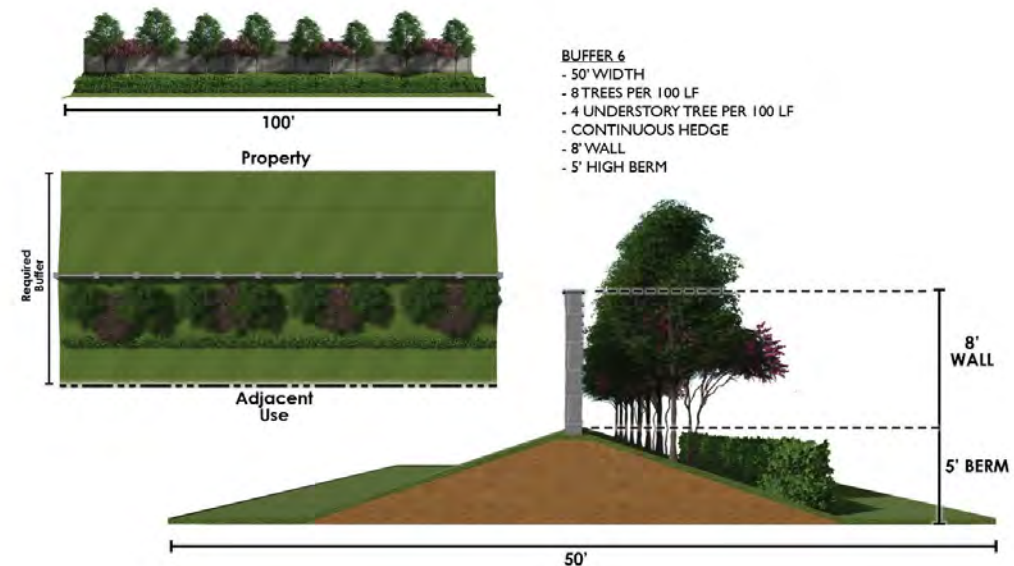 100'
BUFFER 6
- 50' WIDTH
- 8 TREES PER 100 LF
- 4 UNDERSTORY TREE PER 100 LF
- CONTINUOUS HEDGE
- 8' WALL
- 5' HIGH BERM
Property
Required
Buffer
Adjacent
Use
8'
WALL
5' BERM
50'